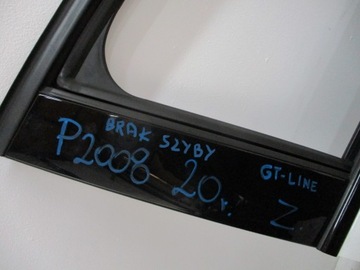 BRAK SZYBY
P2008 20r. GT-LINE
Z